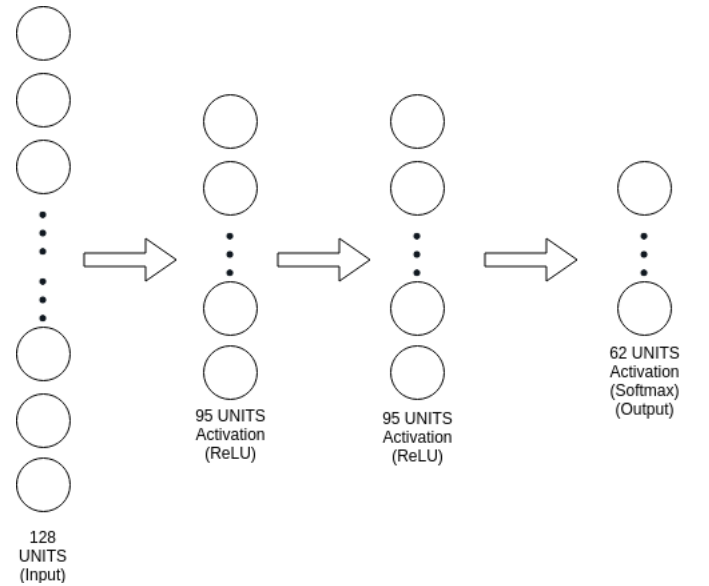 128
UNITS
(Input)
95 UNITS
Activation
(ReLU)
95 UNITS
Activation
(ReLU)
62 UNITS
Activation
(Softmax)
(Output)